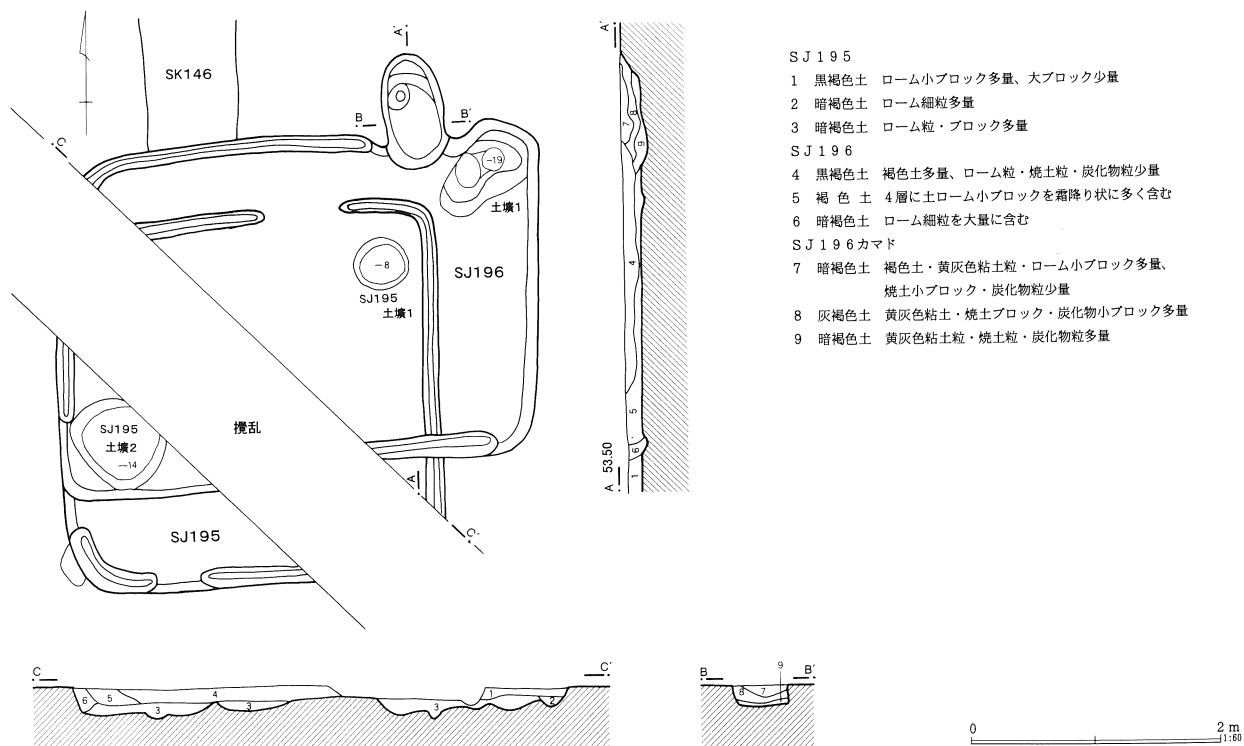 SK146
A′
B
B′
C
-19
土壙1
SJ196
-8
SJ195
土壙1
SJ195
土壙2
-14
攪乱
A
SJ195
C′
A′
7
8
9
4
5
6
1
A 53.50
SJ195
1 黒褐色土 ローム小ブロック多量、大ブロック少量
2 暗褐色土 ローム細粒多量
3 暗褐色土 ローム粒・ブロック多量
SJ196
4 黒褐色土 褐色土多量、ローム粒・焼土粒・炭化物粒少量
5 褐色土 4層に土ローム小ブロックを霜降り状に多く含む
6 暗褐色土 ローム細粒を大量に含む
SJ196カマド
7 暗褐色土 褐色土・黄灰色粘土粒・ローム小ブロック多量、
焼土小ブロック・炭化物粒少量
8 灰褐色土 黄灰色粘土・焼土ブロック・炭化物小ブロック多量
9 暗褐色土 黄灰色粘土粒・焼土粒・炭化物粒多量
C C′
6 5 4 1 2
3 3 3
B 9 B′
8 7
0 2m
1:60